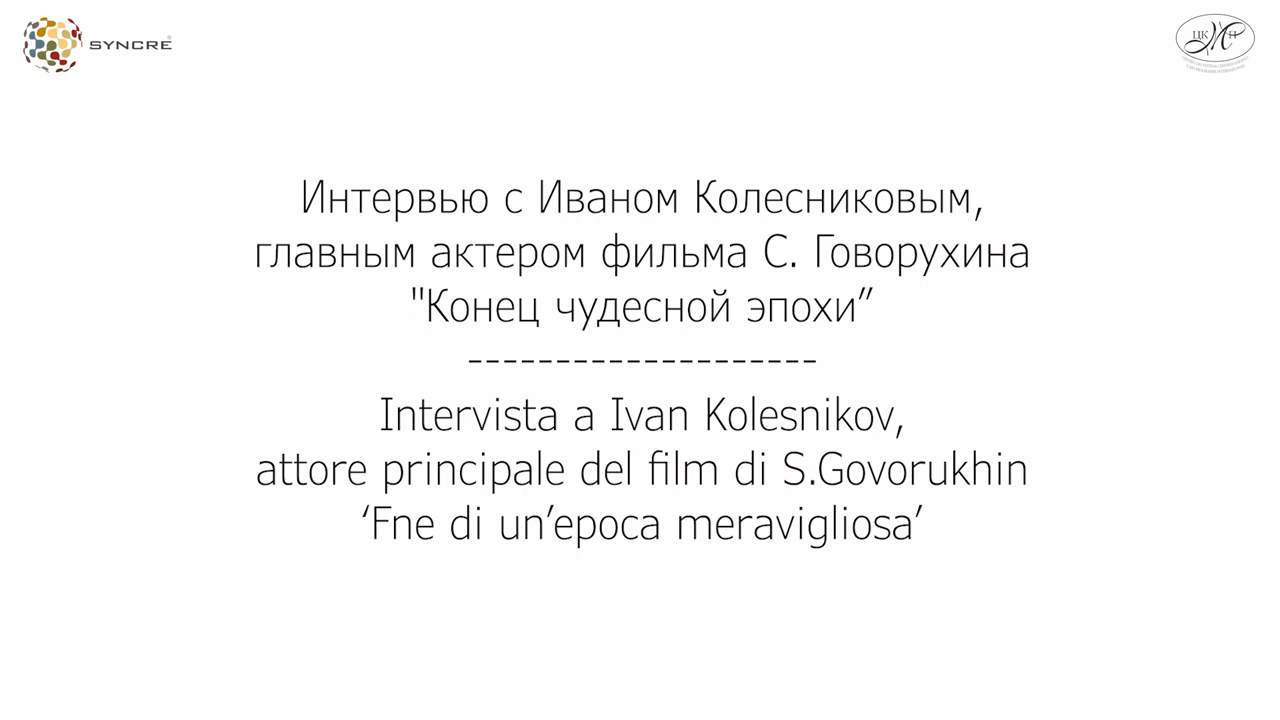 SYNCRE®
ЦК Н
Интервью с Иваном Колесниковым,
главным актером фильма С. Говорухина
"Конец чудесной эпохи”
--------------------
Intervista a Ivan Kolesnikov,
attore principale del film di S.Govorukhin
‘Fne di un’epoca meravigliosa’